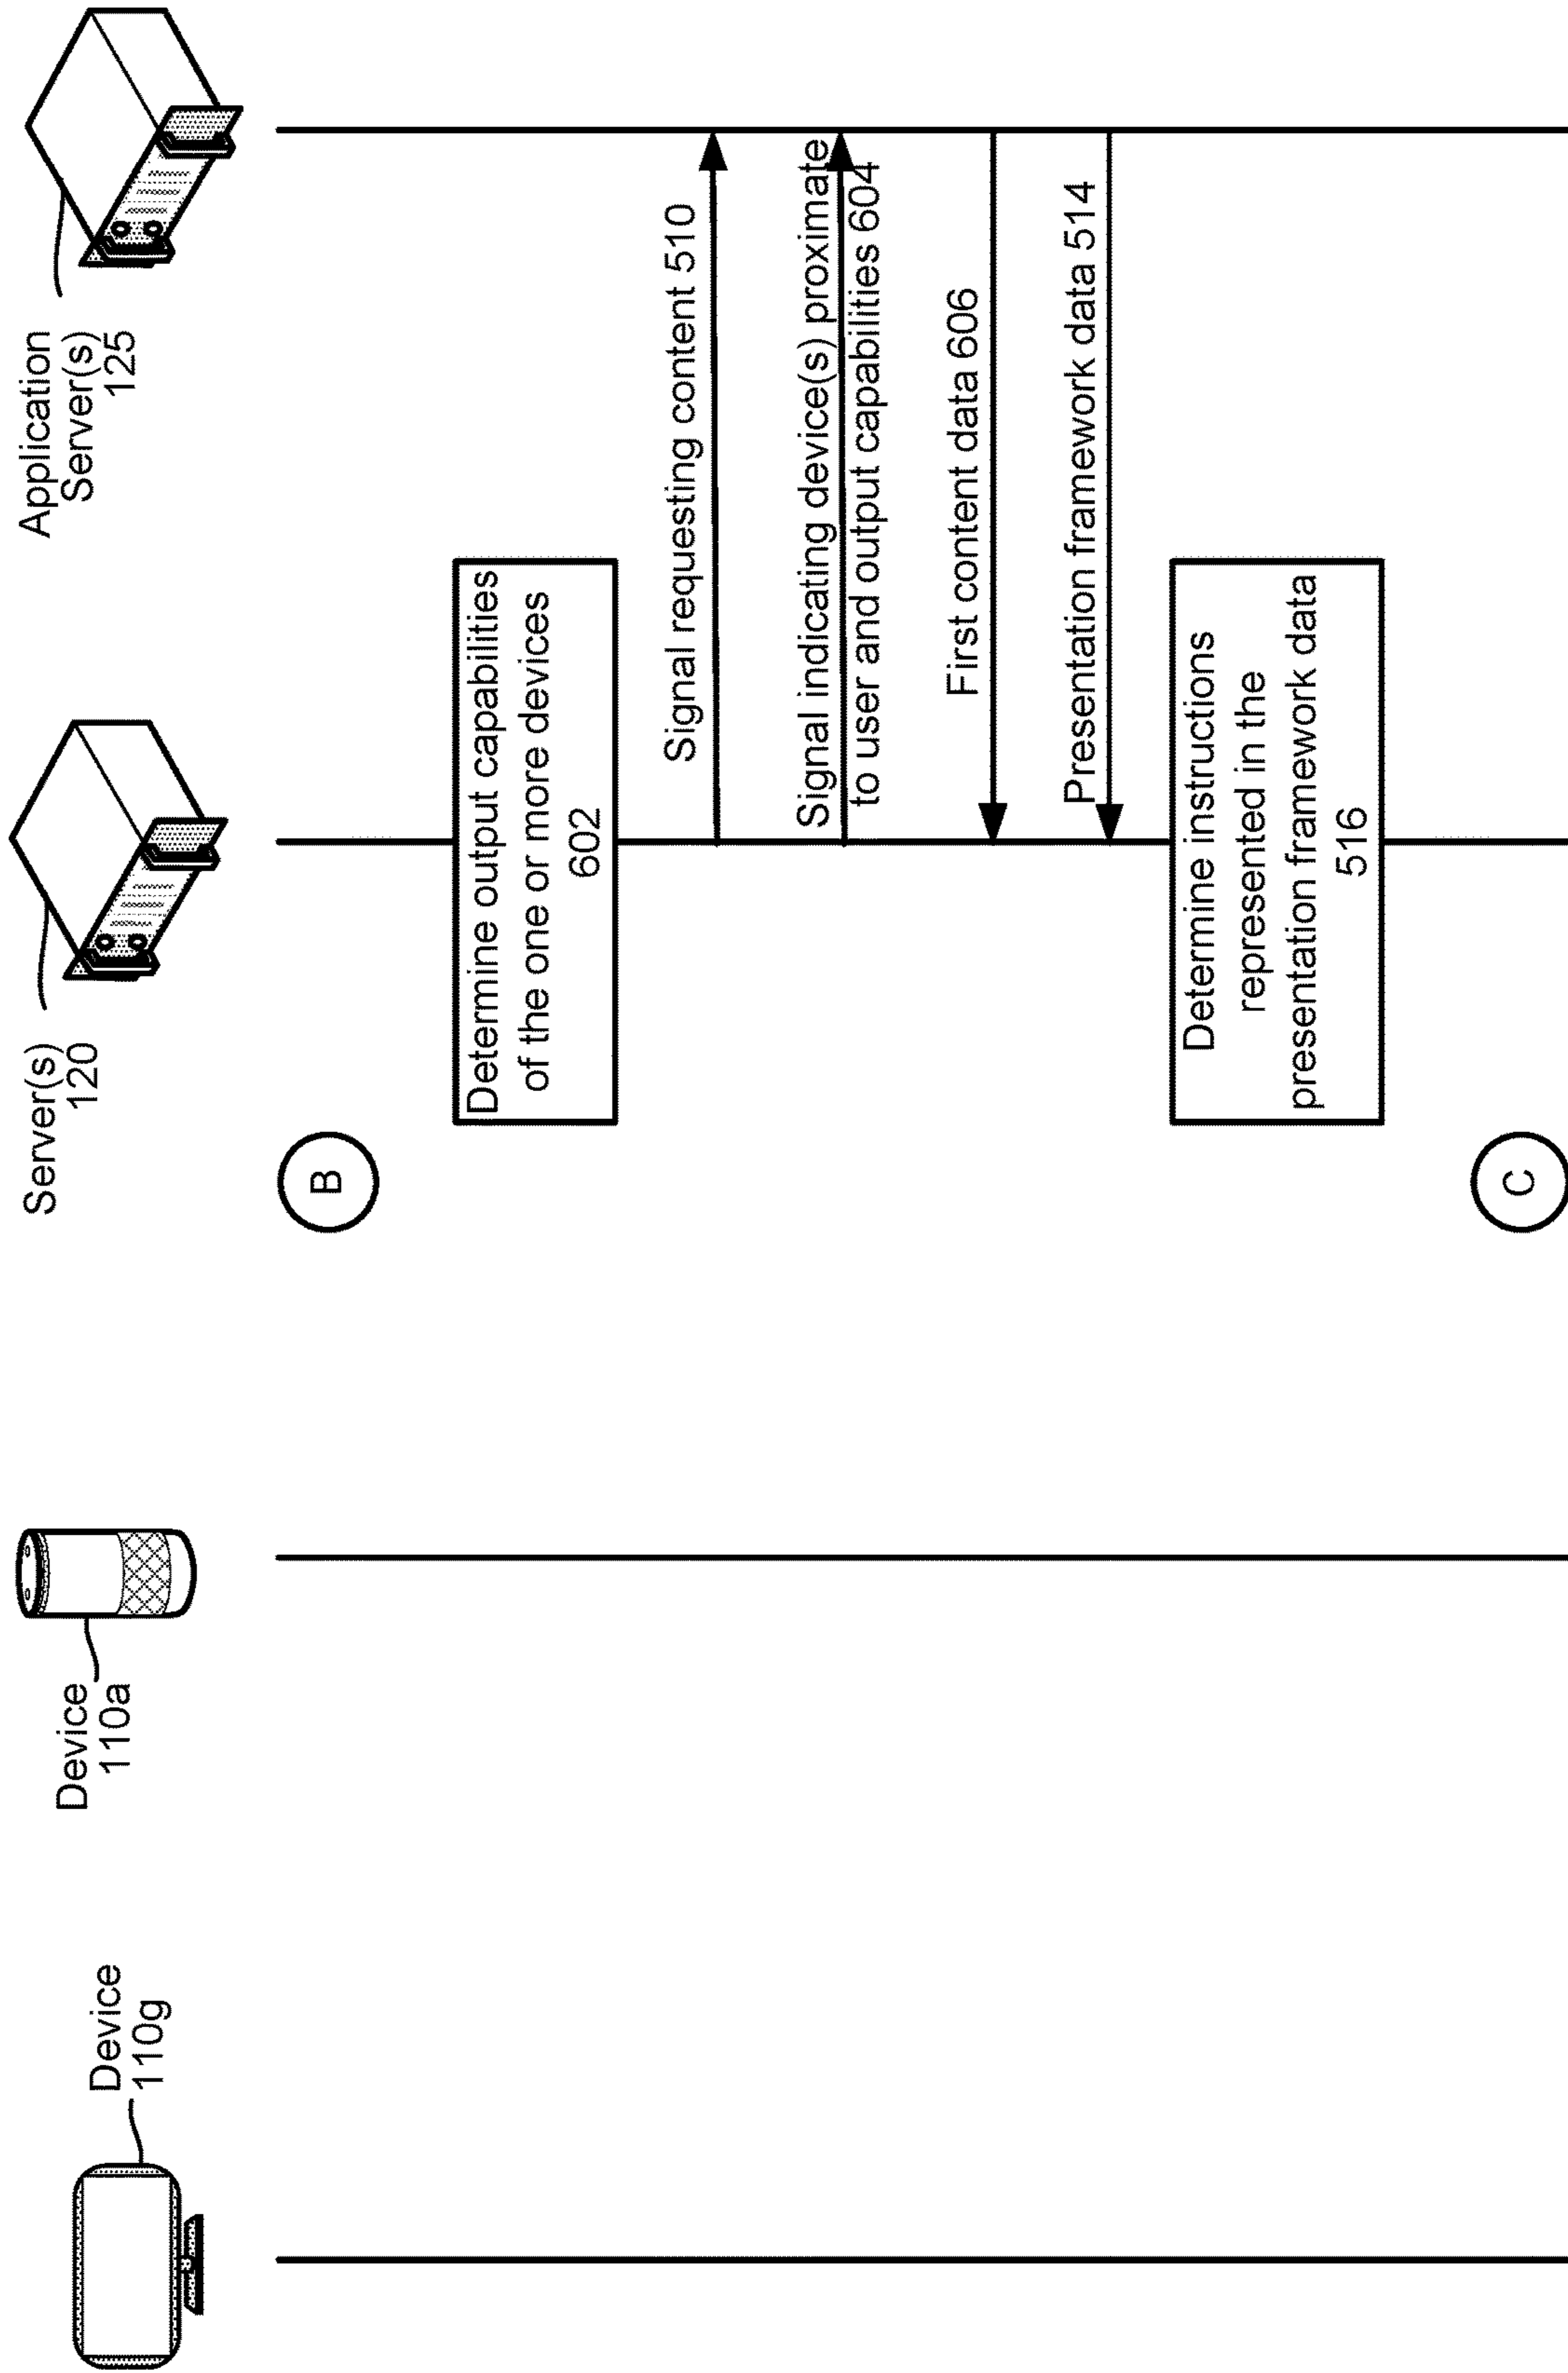 Device
110g
Device
110a
Server(s)
120
Application
Server(s)
125
B
Determine output capabilities
of the one or more devices
602
Signal requesting content 510
Signal indicating device(s) proximate
to user and output capabilities 604
First content data 606
Presentation framework data 514
Determine instructions
represented in the
presentation framework data
516
C